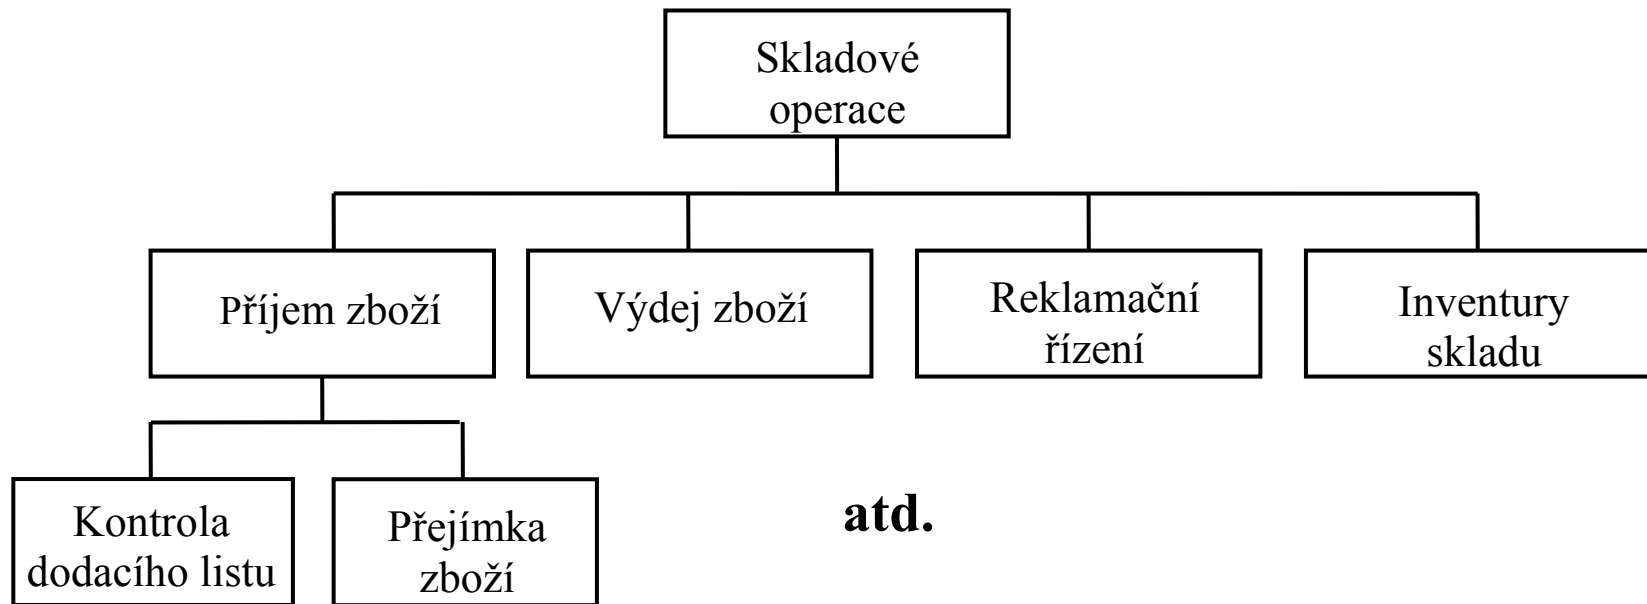 Skladové
operace
Příjem zboží
Výdej zboží
Reklamační
řízení
Inventury
skladu
Kontrola
dodacího listu
Přejímka
zboží
atd.